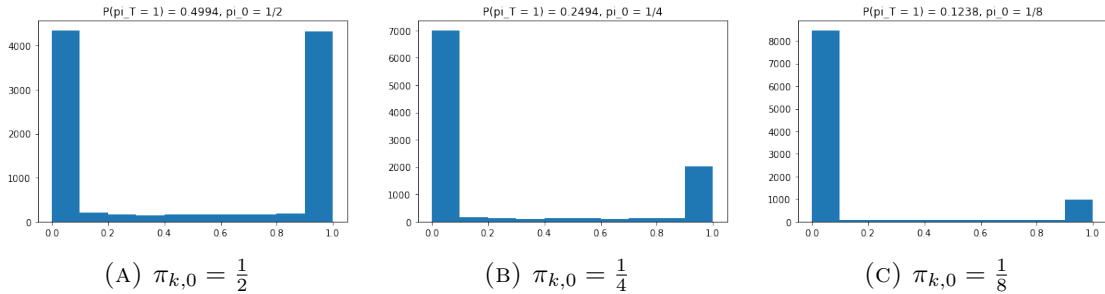 P(pi_T = 1) = 0.4994, pi_0 = 1/2
4000
3000
2000
1000
0
0.0 0.2 0.4 0.6 0.8 1.0
(A) π_{k,0} = 1/2
P(pi_T = 1) = 0.2494, pi_0 = 1/4
7000
6000
5000
4000
3000
2000
1000
0
0.0 0.2 0.4 0.6 0.8 1.0
(B) π_{k,0} = 1/4
P(pi_T = 1) = 0.1238, pi_0 = 1/8
8000
7000
6000
5000
4000
3000
2000
1000
0
0.0 0.2 0.4 0.6 0.8 1.0
(C) π_{k,0} = 1/8